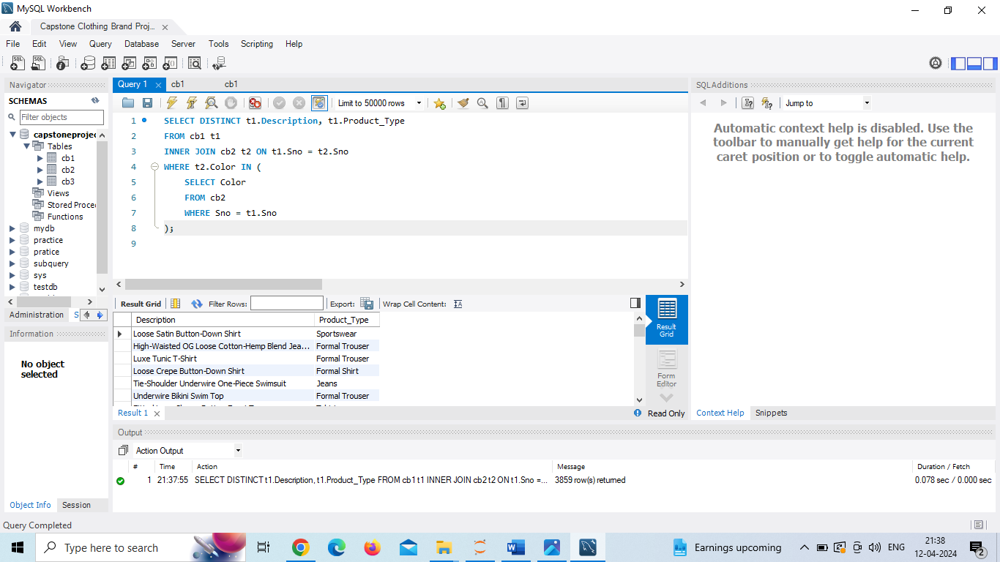 MySQL Workbench
Capstone Clothing Brand Proj...
File Edit View Query Database Server Tools Scripting Help
Navigator
SCHEMAS
Filter objects
capstoneprojec
Tables
cb1
cb2
cb3
Views
Stored Proce
Functions
mydb
practice
pratice
subquery
sys
testdb
Administration S
Information
No object
selected
Object Info Session
Query 1 cb1 cb1
Limit to 50000 rows
1 SELECT DISTINCT t1.Description, t1.Product_Type
2 FROM cb1 t1
3 INNER JOIN cb2 t2 ON t1.Sno = t2.Sno
4 WHERE t2.Color IN (
5 SELECT Color
6 FROM cb2
7 WHERE Sno = t1.Sno
8 );
9
Result Grid Filter Rows: Export: Wrap Cell Content:
Description Product_Type
Loose Satin Button-Down Shirt Sportswear
High-Waisted OG Loose Cotton-Hemp Blend Jea... Formal Trouser
Luxe Tunic T-Shirt Formal Trouser
Loose Crepe Button-Down Shirt Formal Shirt
Tie-Shoulder Underwire One-Piece Swimsuit Jeans
Underwire Bikini Swim Top Formal Trouser
Result
Grid
Form
Editor
Result 1 Read Only
SQLAdditions
Jump to
Automatic context help is disabled. Use the
toolbar to manually get help for the current
caret position or to toggle automatic help.
Context Help Snippets
Output
Action Output
# Time Action Message Duration / Fetch
1 21:37:55 SELECT DISTINCT t1.Description, t1.Product_Type FROM cb1 t1 INNER JOIN cb2 t2 ON t1.Sno =... 3859 row(s) returned 0.078 sec / 0.000 sec
Query Completed
Type here to search
Earnings upcoming
ENG
21:38
12-04-2024
2